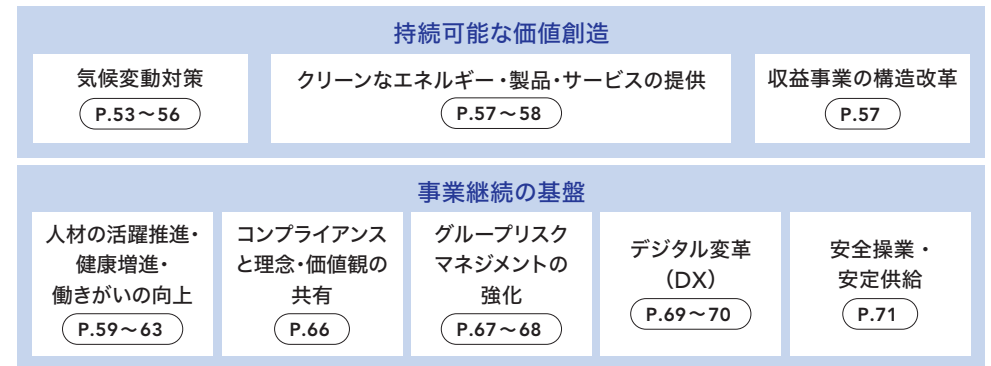 持続可能な価値創造
気候変動対策
P.53～56
クリーンなエネルギー・製品・サービスの提供
P.57～58
収益事業の構造改革
P.57
事業継続の基盤
人材の活躍推進・
健康増進・
働きがいの向上
P.59～63
コンプライアンス
と理念・価値観の
共有
P.66
グループリスク
マネジメントの
強化
P.67～68
デジタル変革
（DX）
P.69～70
安全操業・
安定供給
P.71